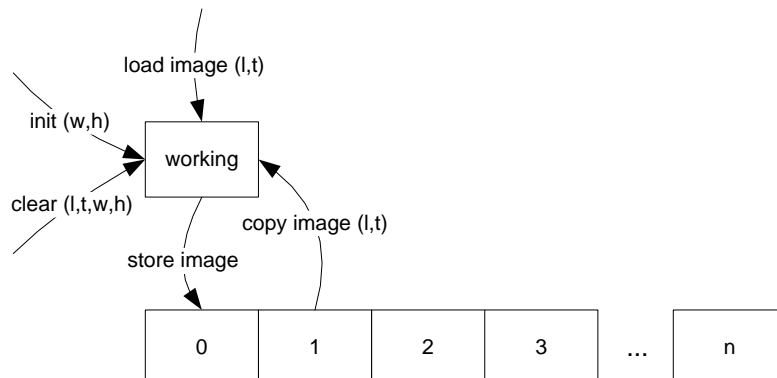 load image (l,t)
init (w,h)
working
clear (l,t,w,h)
copy image (l,t)
store image
0 1 2 3 ... n